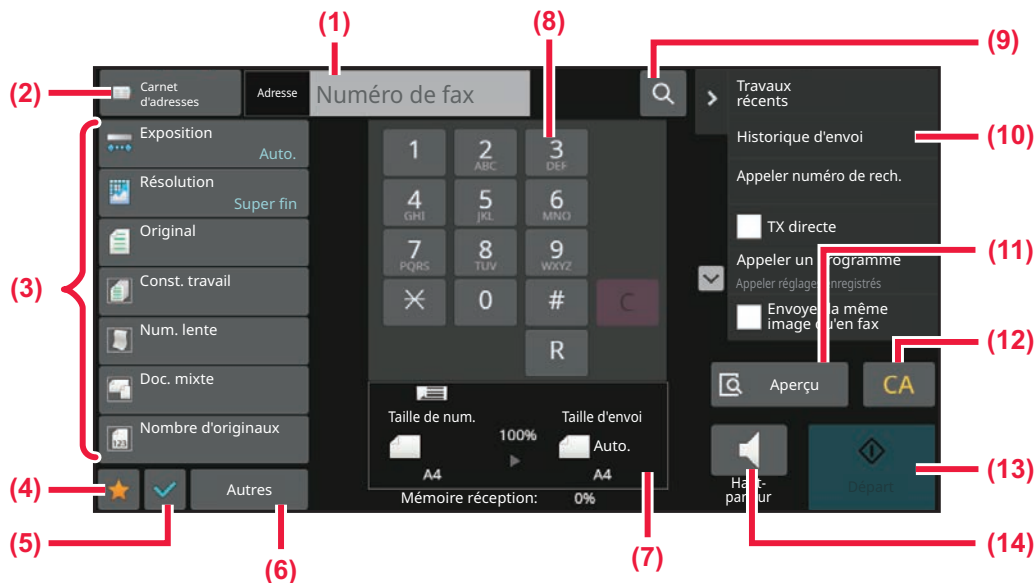 (1)
(8)
(9)
(2)
Carnet
d'adresses
Adresse
Numéro de fax
Travaux
récents
(3)
Exposition
Auto.
Résolution
Super fin
Original
Const. travail
Num. lente
Doc. mixte
Nombre d'originaux
1
2
ABC
3
DEF
4
GHI
5
JKL
6
MNO
7
PQRS
8
TUV
9
WXYZ
0
#
C
R
Historique d'envoi
(10)
Appeler numéro de rech.
TX directe
(11)
Appeler un programme
Appeler réglages enregistrés
Envoyer la même
image qu'en fax
(12)
Aperçu
CA
Taille de num.
Taille d'envoi
100%
Auto.
A4
A4
Mémoire réception:
0%
(4)
Autres
(5)
(6)
(7)
Haut-
parleur
Départ
(13)
(14)
123